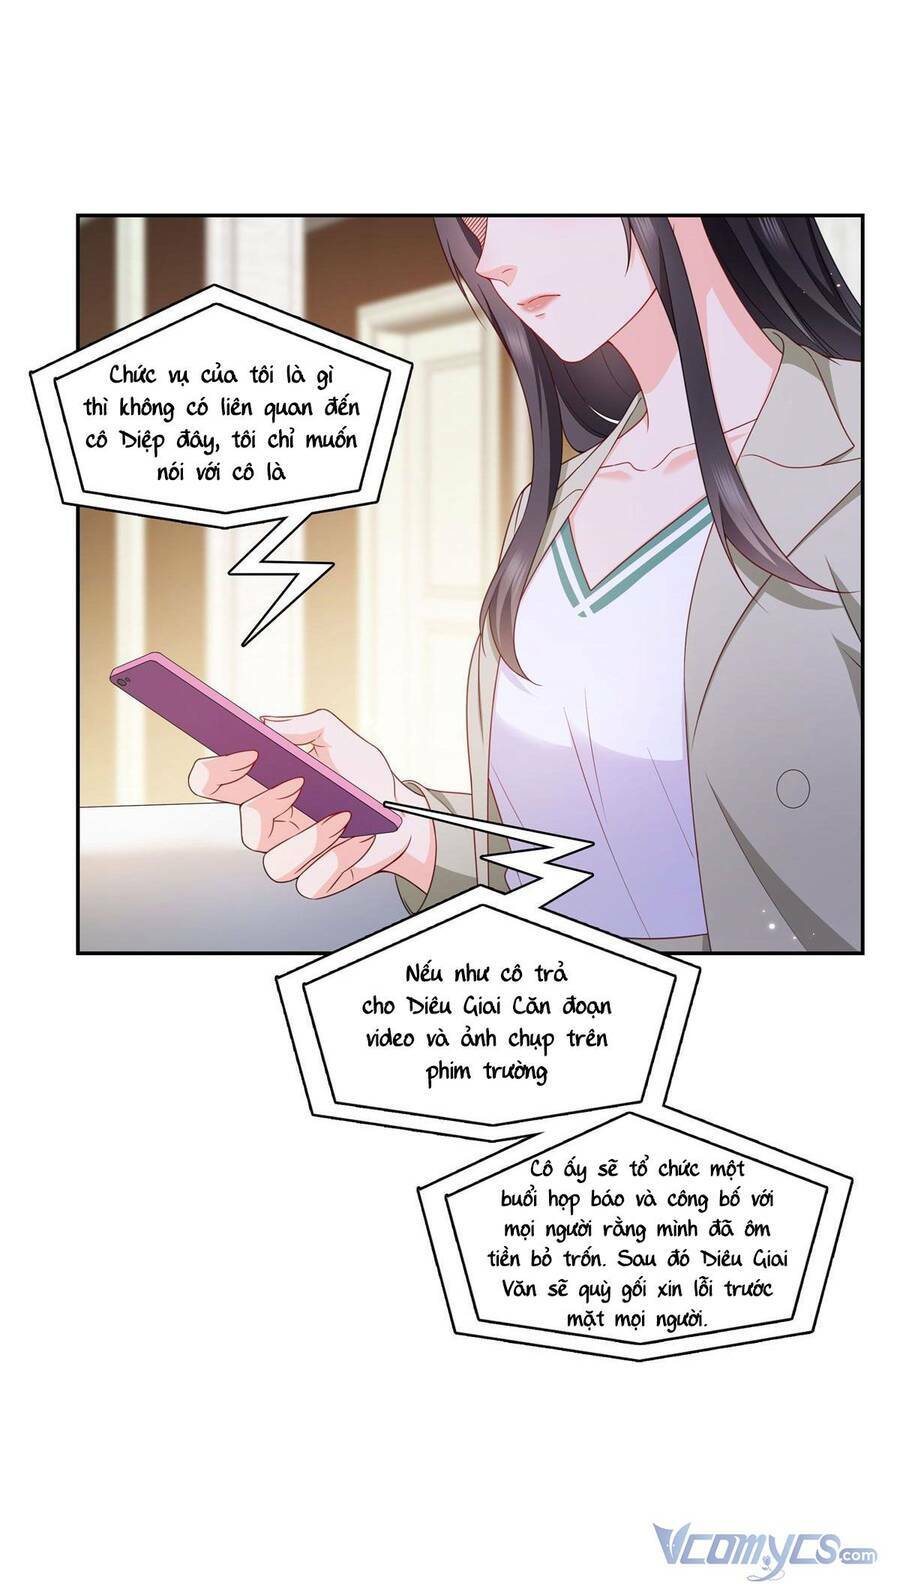 Chức vụ của tôi là gì
thì không có liên quan đến
cô Diệp đây, tôi chỉ muốn
nói với cô là
Nếu như cô trả
cho Diêu Giai Căn đoạn
video và ảnh chụp trên
phim trường
Cô ấy sẽ tổ chức một
buổi họp báo và công bố với
mọi người rằng mình đã ôm
tiền bỏ trốn. Sau đó Diêu Giai
Văn sẽ quỳ gối xin lỗi trước
mặt mọi người.
Vcomycs.com